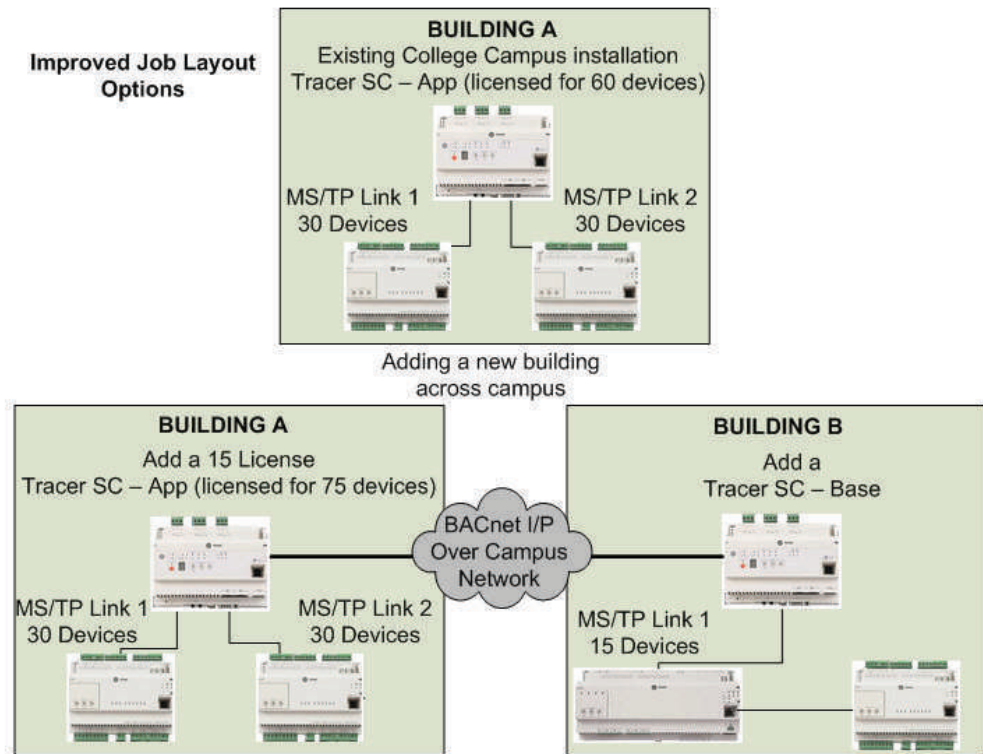 Improved Job Layout
Options
BUILDING A
Existing College Campus installation
Tracer SC – App (licensed for 60 devices)
MS/TP Link 1
30 Devices
MS/TP Link 2
30 Devices
Adding a new building
across campus
BUILDING A
Add a 15 License
Tracer SC – App (licensed for 75 devices)
MS/TP Link 1
30 Devices
MS/TP Link 2
30 Devices
BACnet I/P
Over Campus
Network
BUILDING B
Add a
Tracer SC – Base
MS/TP Link 1
15 Devices